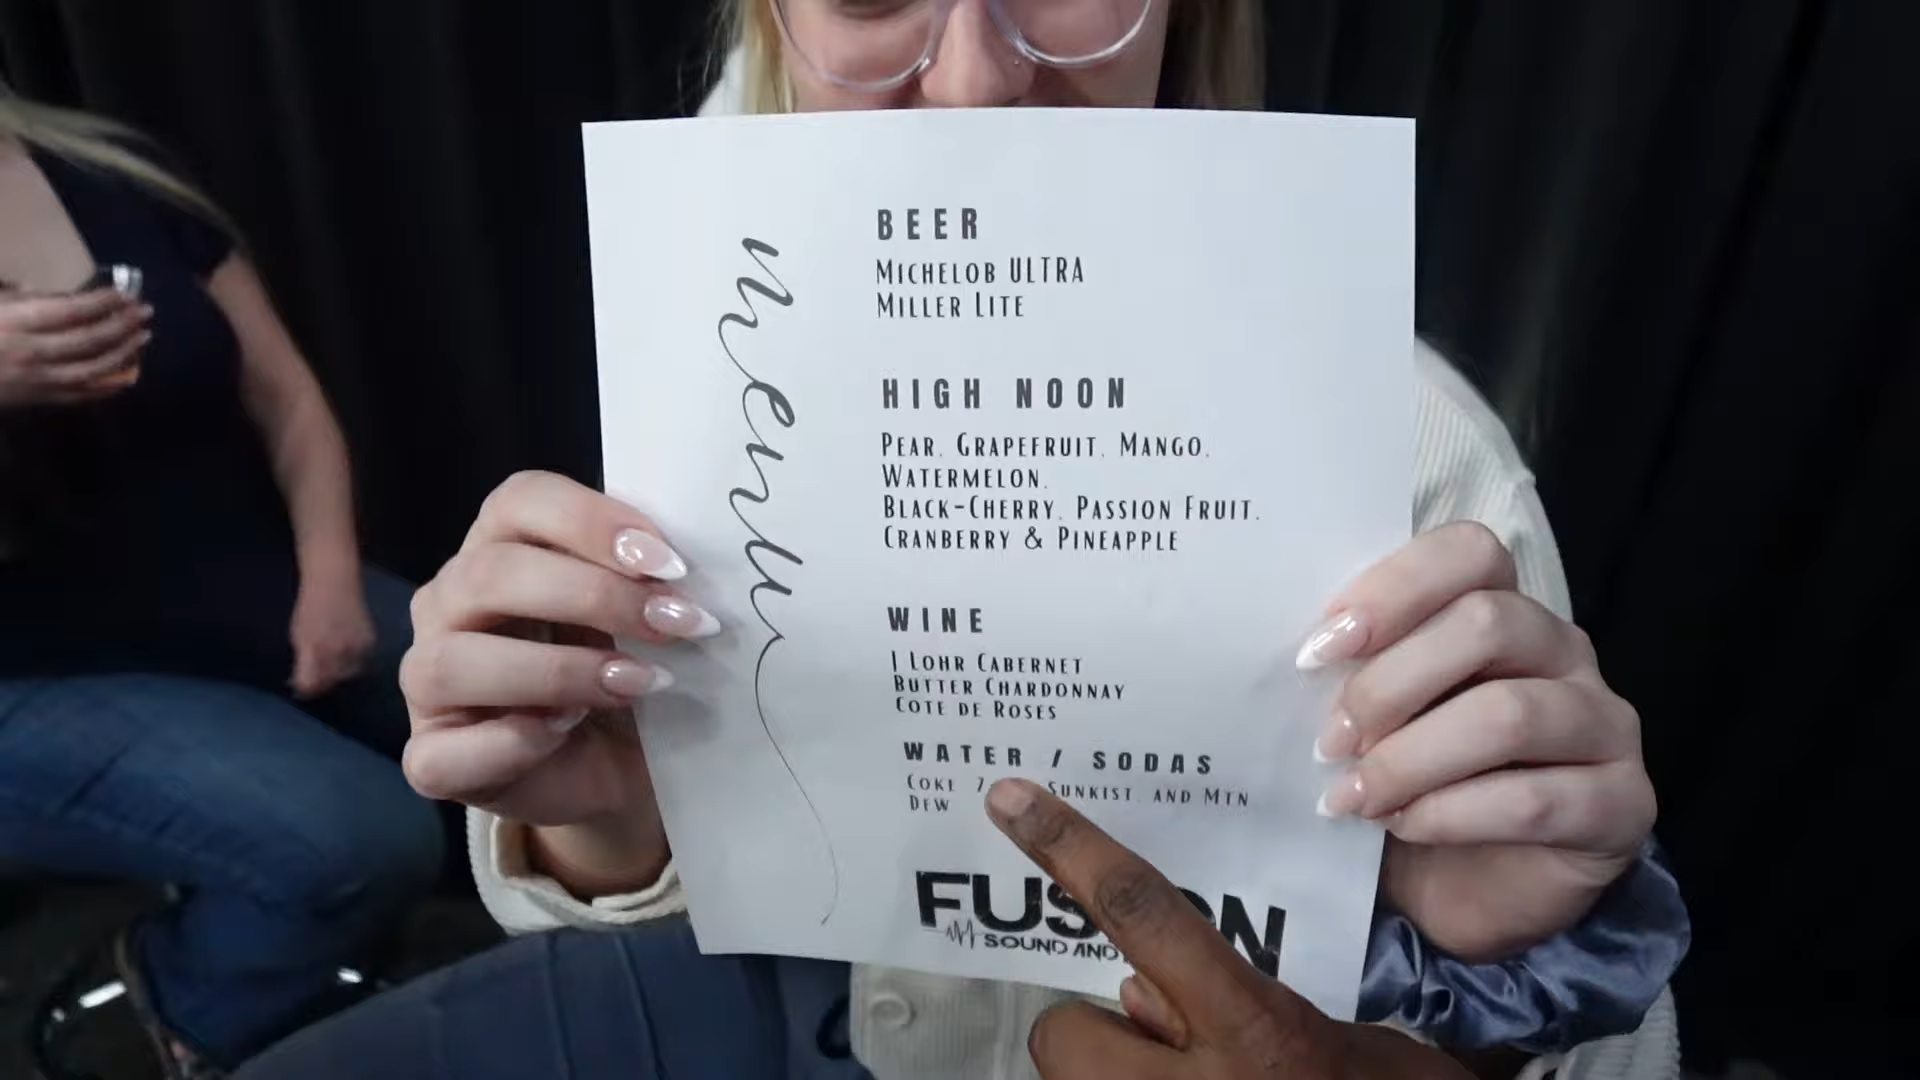 menu
BEER
MICHELOB ULTRA
MILLER LITE
HIGH NOON
PEAR, GRAPEFRUIT, MANGO,
WATERMELON,
BLACK-CHERRY, PASSION FRUIT,
CRANBERRY & PINEAPPLE
WINE
J LOHR CABERNET
BUTTER CHARDONNAY
COTE DE ROSES
WATER / SODAS
COKE 7 SUNKIST, AND MTN
DEW
SOUND AND